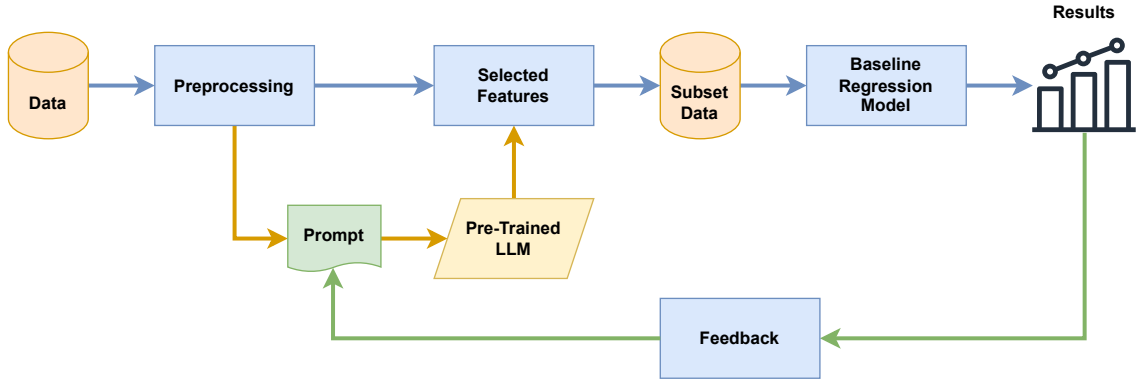 Results
Data
Preprocessing
Selected
Features
Subset
Data
Baseline
Regression
Model
Prompt
Pre-Trained
LLM
Feedback